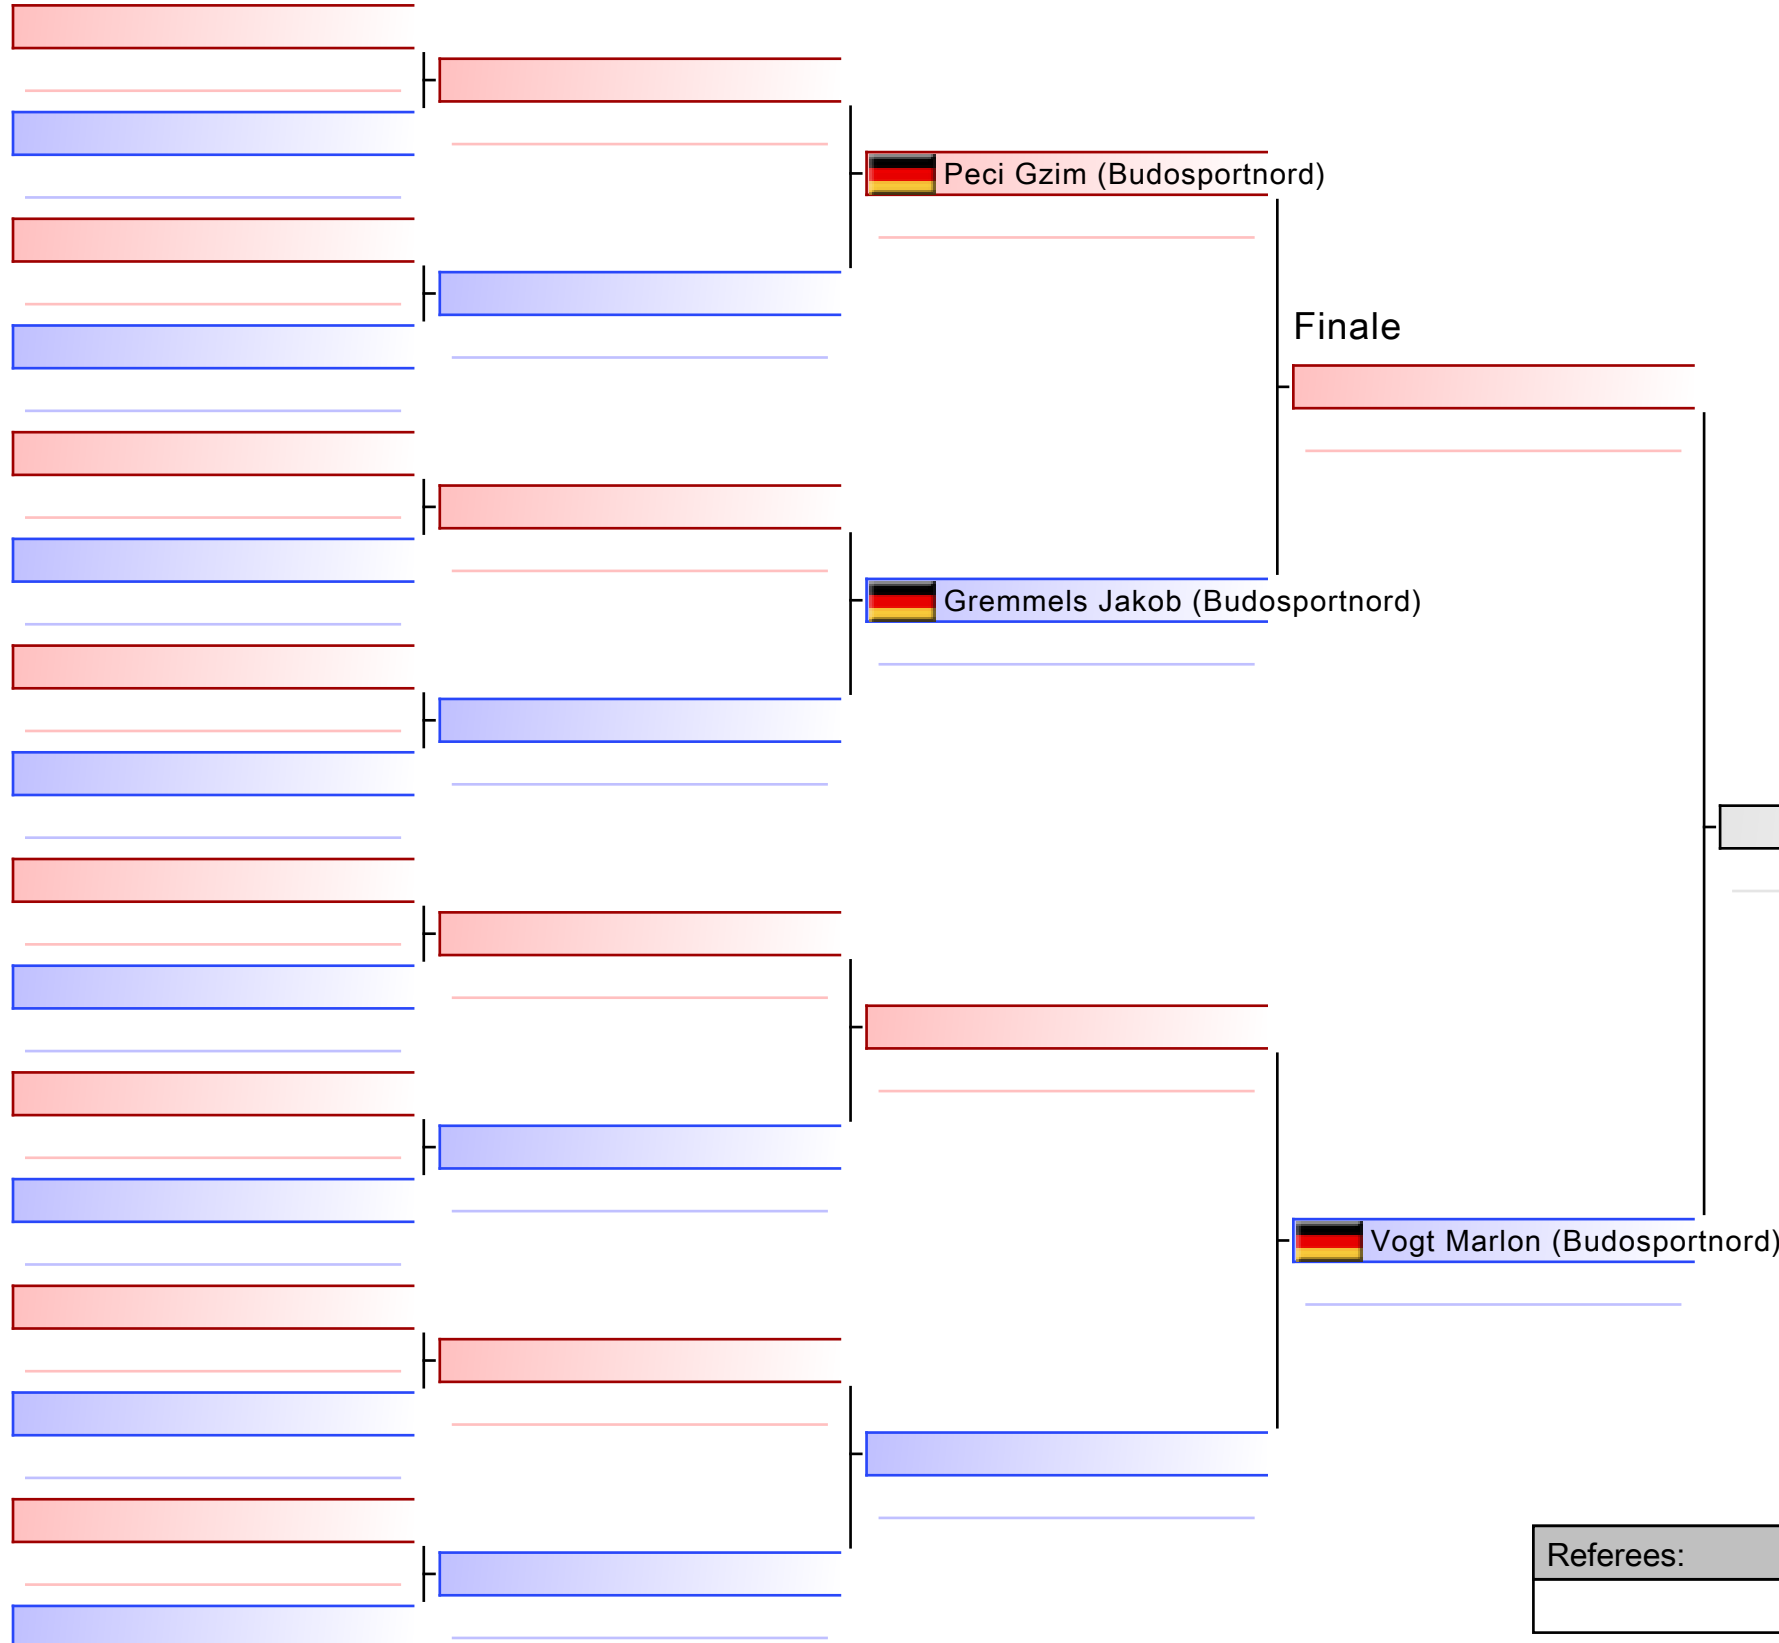 Peci Gzim (Budosportnord)
Finale
Gremmels Jakob (Budosportnord)
Vogt Marlon (Budosportnord)
Referees: